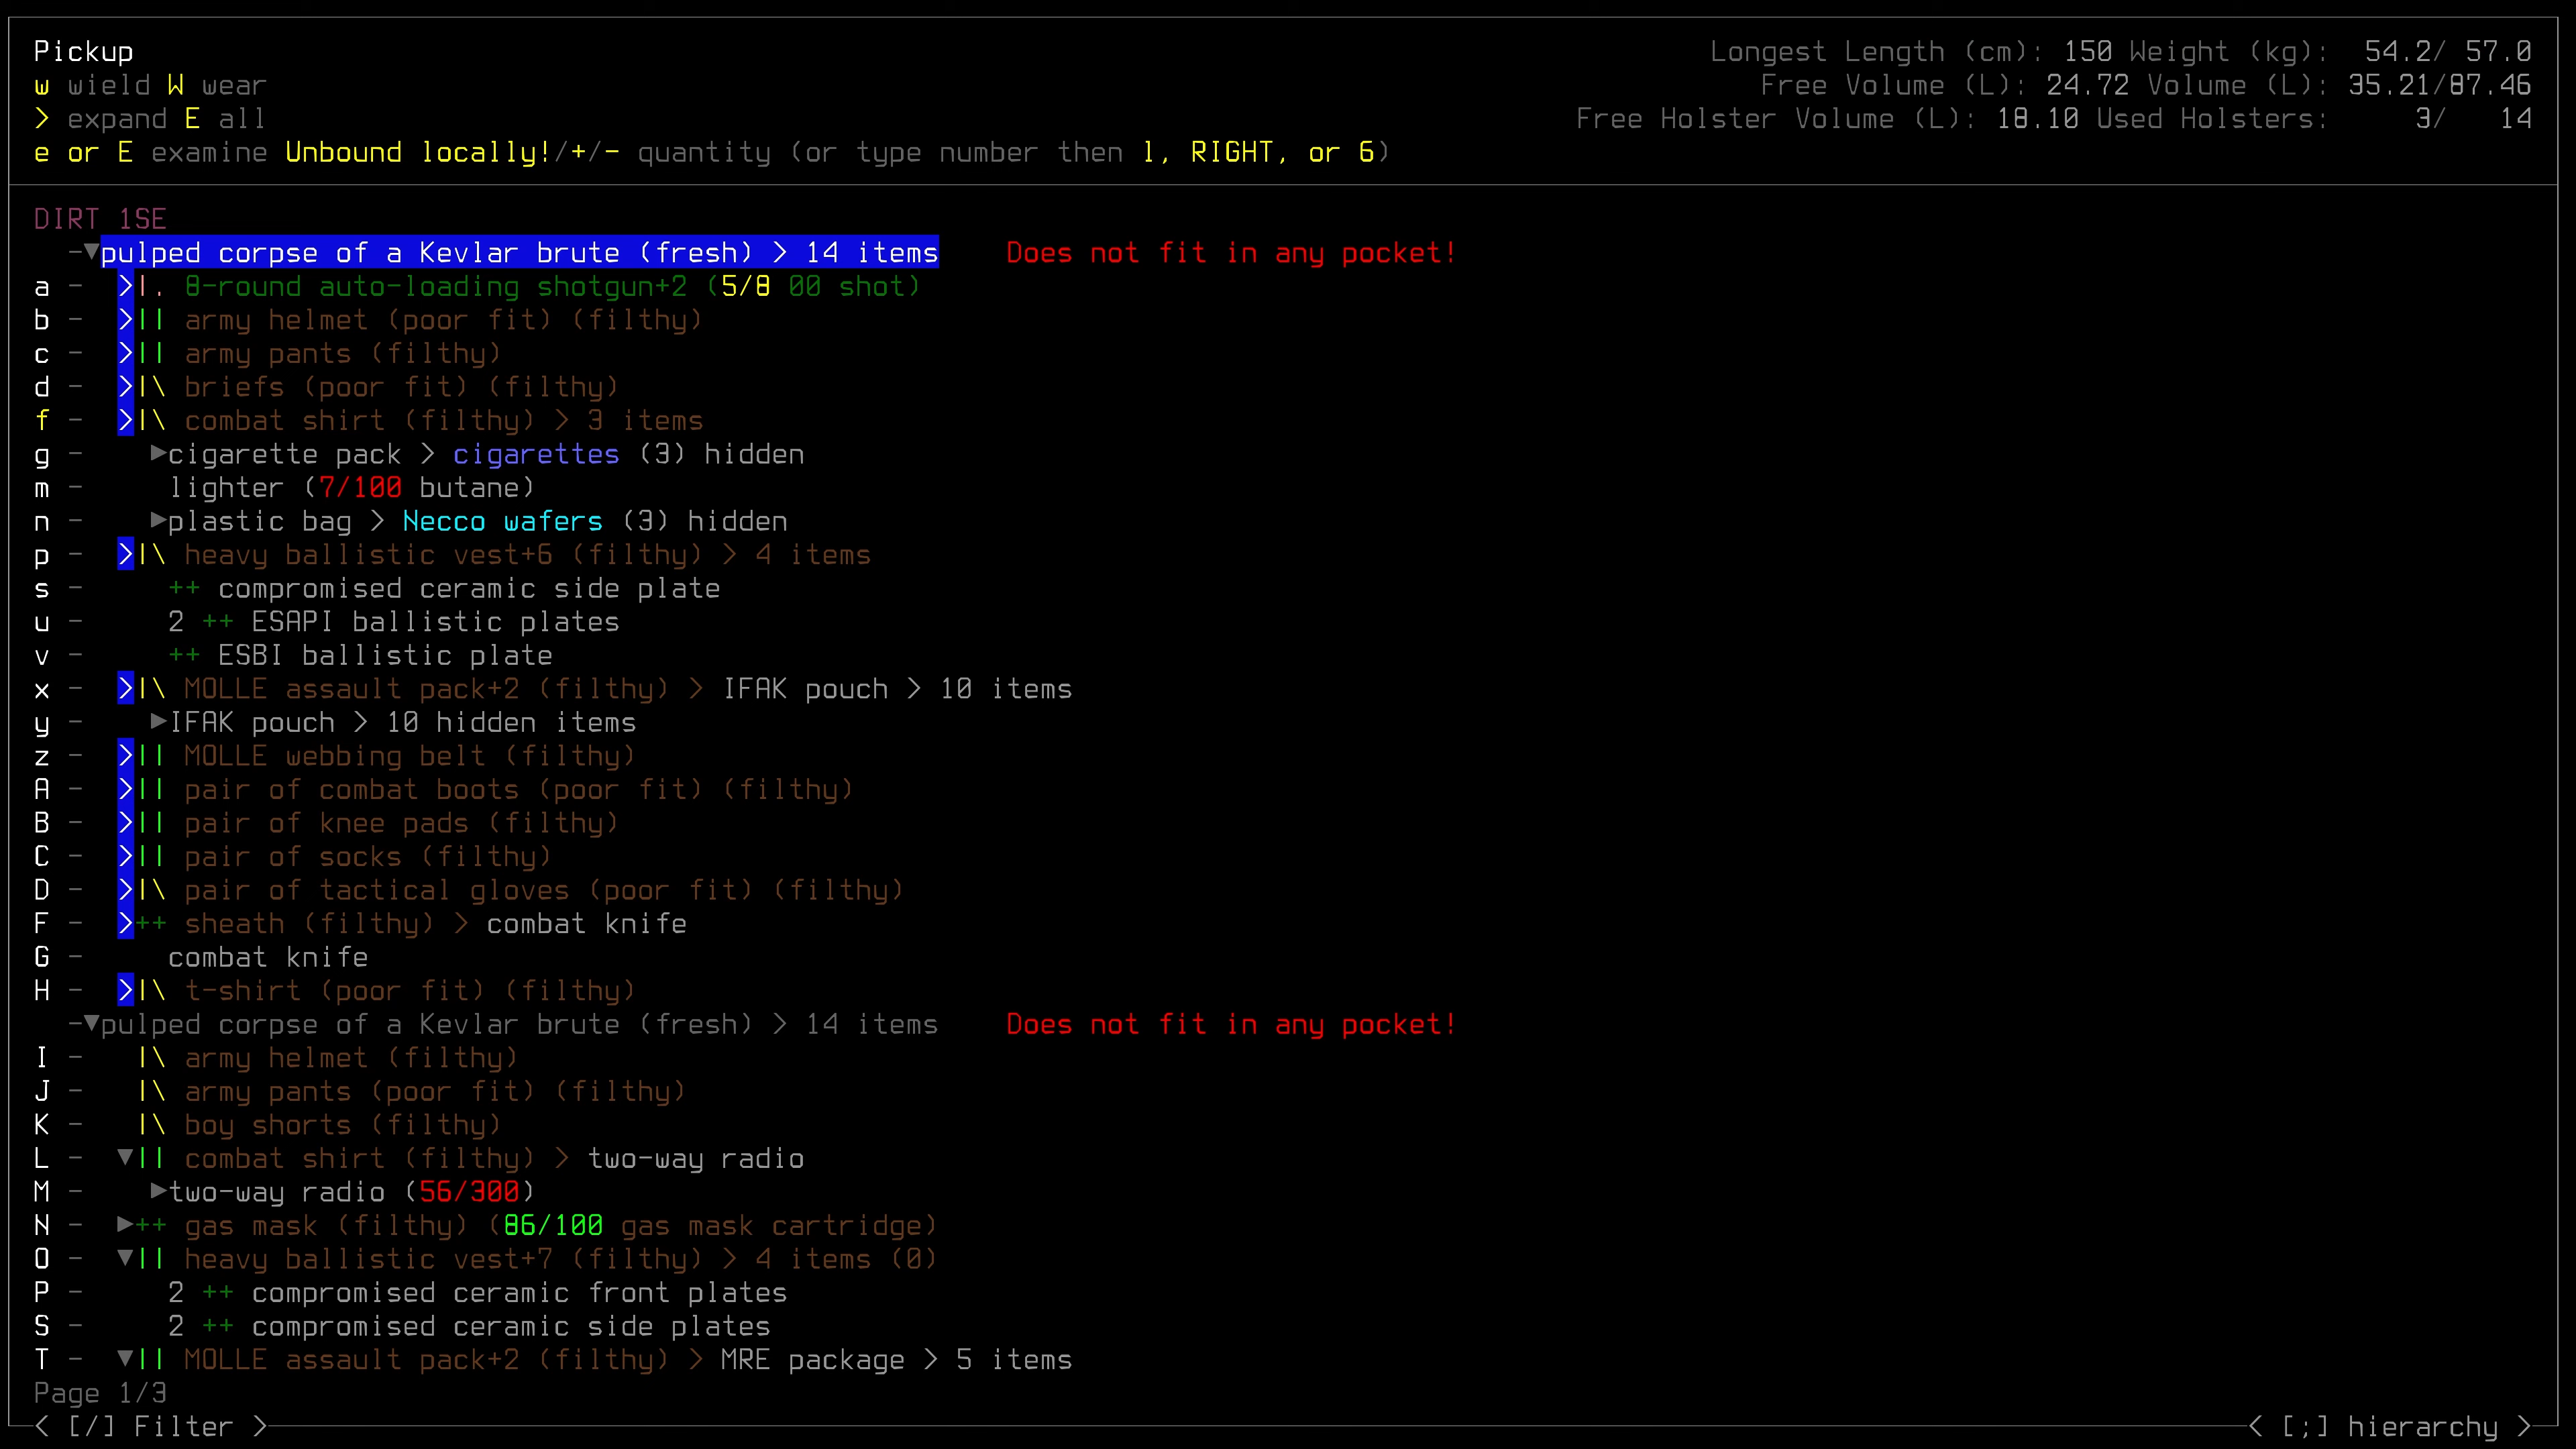 Pickup Longest Length (cm): 150 Weight (kg): 54.2/ 57.0
w wield W wear Free Volume (L): 24.72 Volume (L): 35.21/87.46
> expand E all Free Holster Volume (L): 18.10 Used Holsters: 3/ 14
e or E examine Unbound locally!/+/- quantity (or type number then l, RIGHT, or 6)
DIRT 1SE
-▼pulped corpse of a Kevlar brute (fresh) > 14 items Does not fit in any pocket!
a - >|. 8-round auto-loading shotgun+2 (5/8 00 shot)
b - >|| army helmet (poor fit) (filthy)
c - >|| army pants (filthy)
d - >|\ briefs (poor fit) (filthy)
f - >|\ combat shirt (filthy) > 3 items
g - ▶cigarette pack > cigarettes (3) hidden
m - lighter (7/100 butane)
n - ▶plastic bag > Necco wafers (3) hidden
p - >|\ heavy ballistic vest+6 (filthy) > 4 items
s - ++ compromised ceramic side plate
u - 2 ++ ESAPI ballistic plates
v - ++ ESBI ballistic plate
x - >|\ MOLLE assault pack+2 (filthy) > IFAK pouch > 10 items
y - ▶IFAK pouch > 10 hidden items
z - >|| MOLLE webbing belt (filthy)
A - >|| pair of combat boots (poor fit) (filthy)
B - >|| pair of knee pads (filthy)
C - >|| pair of socks (filthy)
D - >|\ pair of tactical gloves (poor fit) (filthy)
F - >++ sheath (filthy) > combat knife
G - combat knife
H - >|\ t-shirt (poor fit) (filthy)
-▼pulped corpse of a Kevlar brute (fresh) > 14 items Does not fit in any pocket!
I - |\ army helmet (filthy)
J - |\ army pants (poor fit) (filthy)
K - |\ boy shorts (filthy)
L - ▼|| combat shirt (filthy) > two-way radio
M - ▶two-way radio (56/300)
N - ▶++ gas mask (filthy) (86/100 gas mask cartridge)
O - ▼|| heavy ballistic vest+7 (filthy) > 4 items (0)
P - 2 ++ compromised ceramic front plates
S - 2 ++ compromised ceramic side plates
T - ▼|| MOLLE assault pack+2 (filthy) > MRE package > 5 items
Page 1/3
< [/] Filter > < [;] hierarchy >